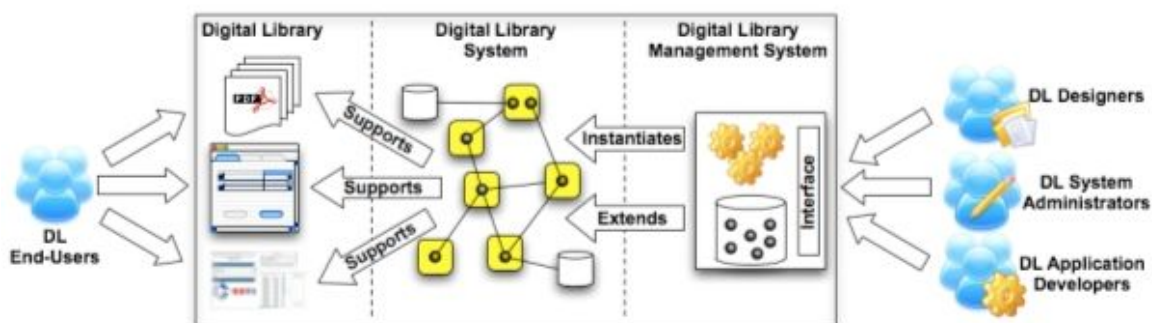 Digital Library
Digital Library
System
Digital Library
Management System
PDF
Supports
Supports
Supports
Instantiates
Extends
Interface
DL
End-Users
DL Designers
DL System
Administrators
DL Application
Developers